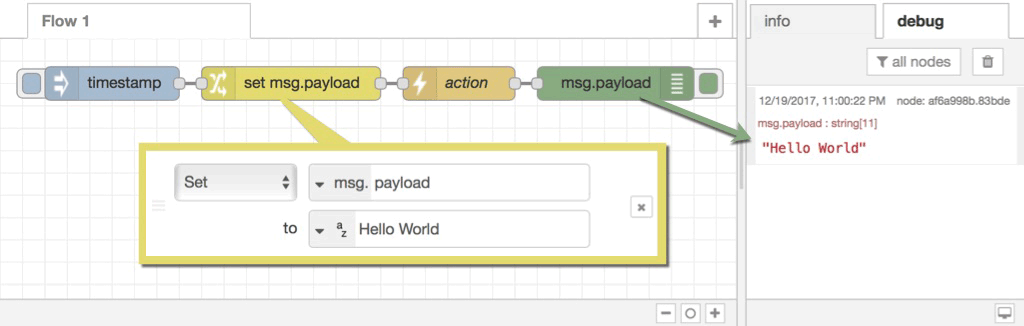 Flow 1
+
info
debug
all nodes
timestamp
set msg.payload
action
msg.payload
12/19/2017, 11:00:22 PM node: af6a998b.83bde
msg.payload : string[11]
"Hello World"
Set
msg. payload
to
a
z
Hello World